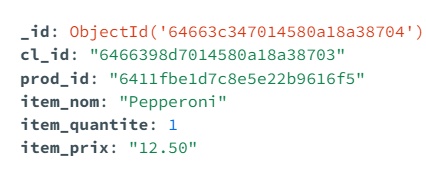 _id: ObjectId('64663c347014580a18a38704')
cl_id: "6466398d7014580a18a38703"
prod_id: "6411fbe1d7c8e5e22b9616f5"
item_nom: "Pepperoni"
item_quantite: 1
item_prix: "12.50"